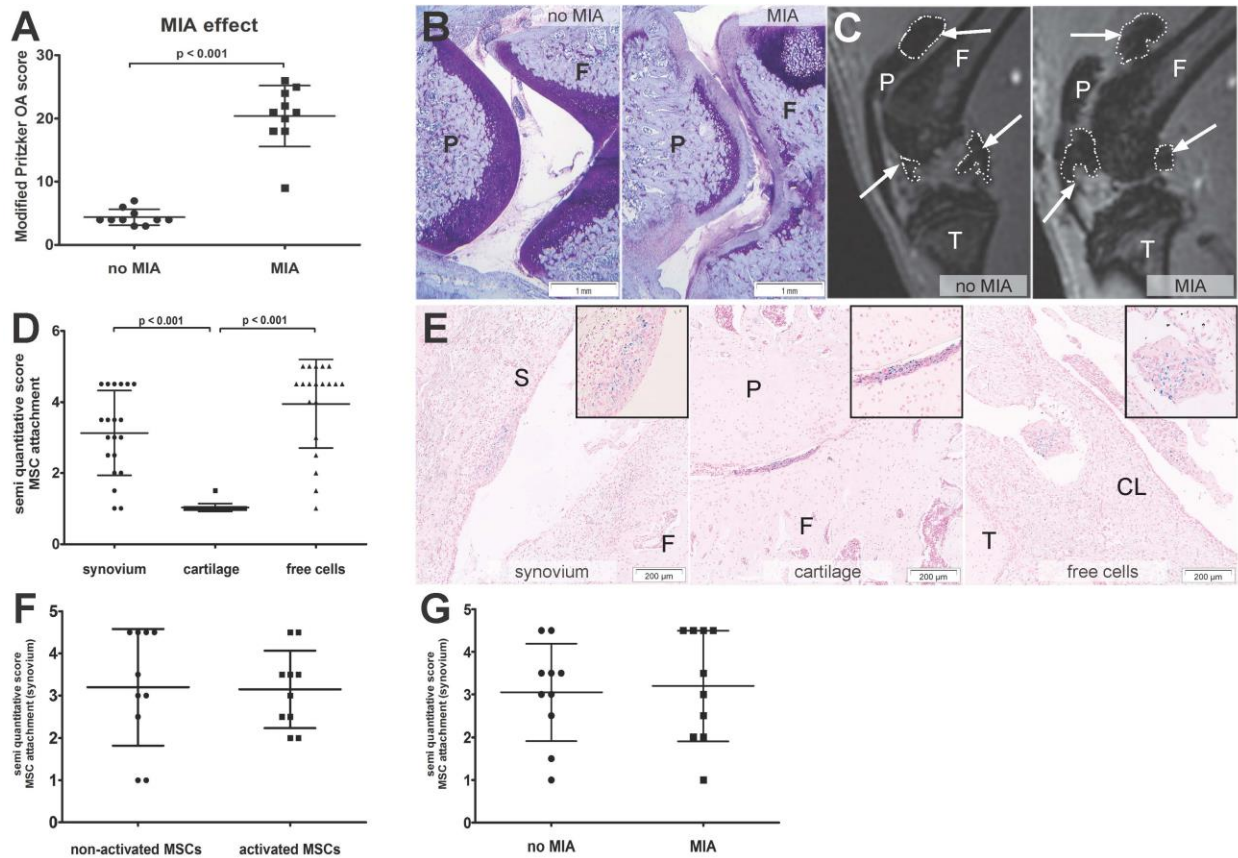 A
MIA effect
p < 0.001
Modified Pritzker OA score
30
20
10
0
no MIA
MIA
B
no MIA
P
F
1 mm
MIA
P
F
1 mm
C
P
F
T
no MIA
P
F
T
MIA
D
p < 0.001
p < 0.001
semi quantitative score
MSC attachment
6
4
2
0
synovium
cartilage
free cells
E
S
F
synovium
200 µm
P
F
cartilage
200 µm
CL
T
free cells
200 µm
F
semi quantitative score
MSC attachment (synovium)
5
4
3
2
1
0
non-activated MSCs
activated MSCs
G
semi quantitative score
MSC attachment (synovium)
5
4
3
2
1
0
no MIA
MIA